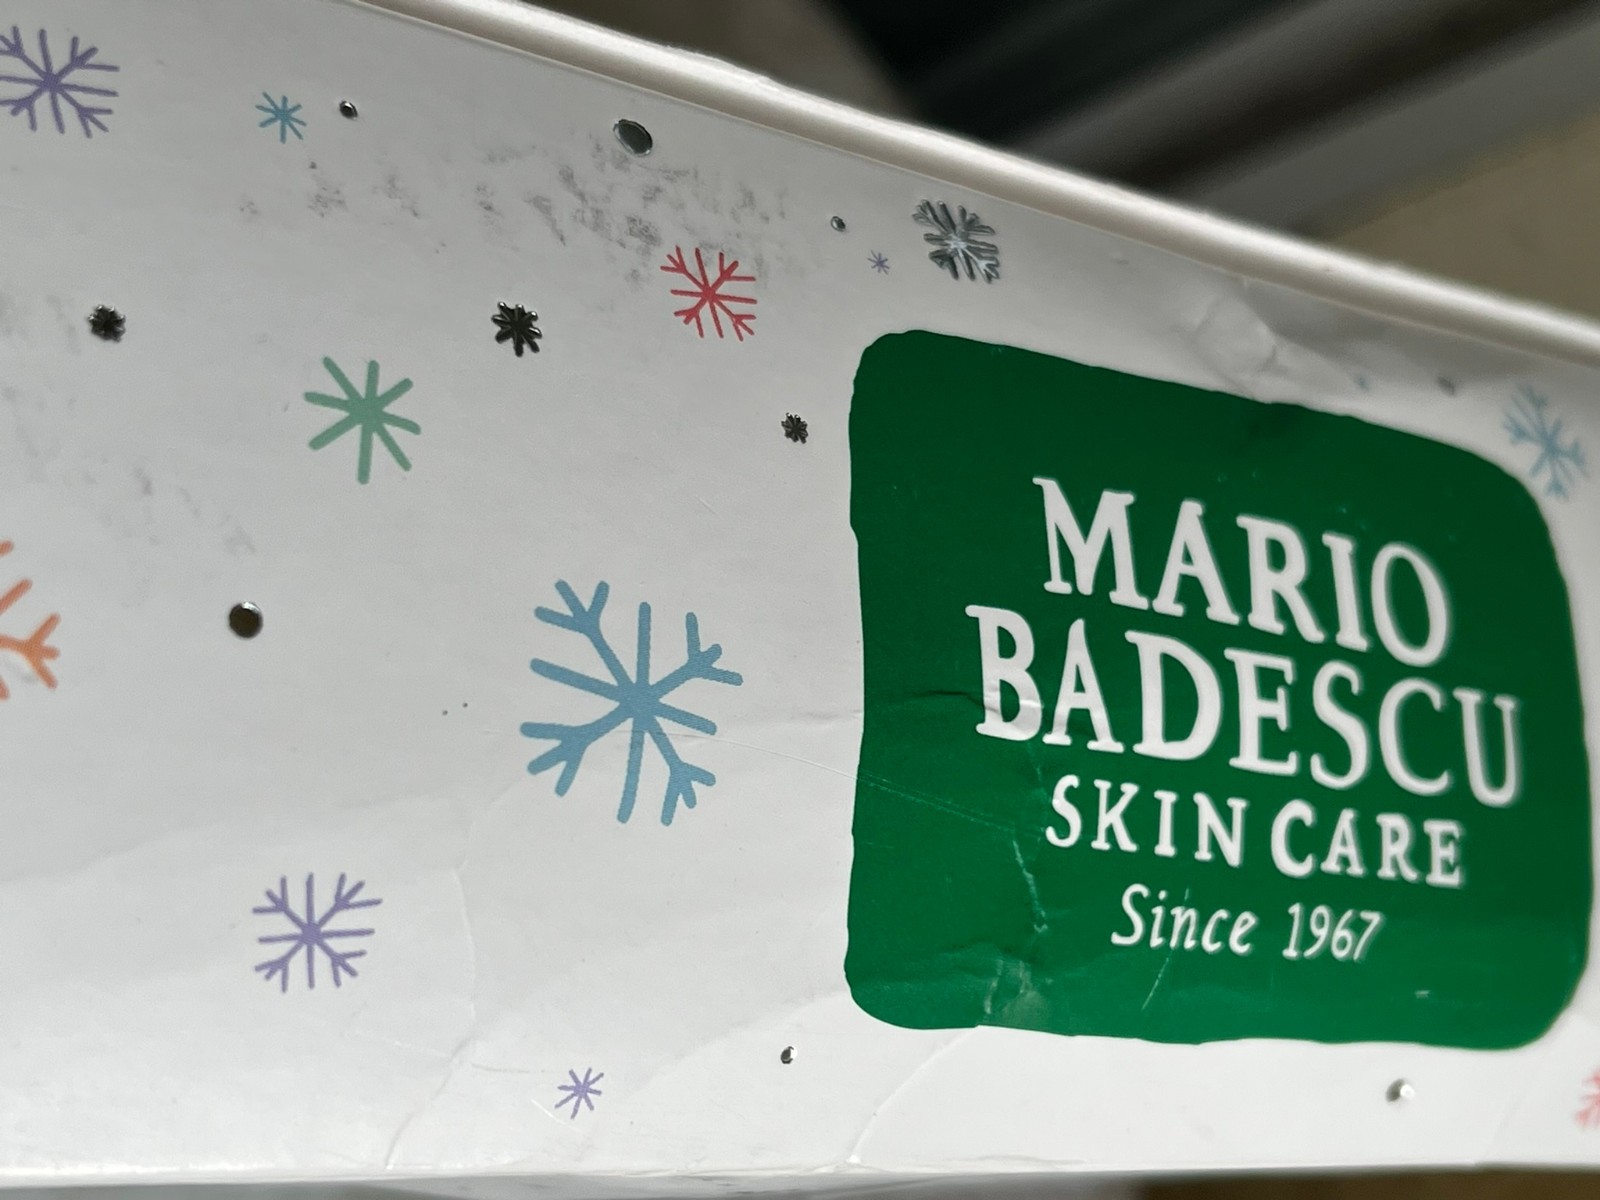 MARIO
BADESCU
SKIN CARE
Since 1967